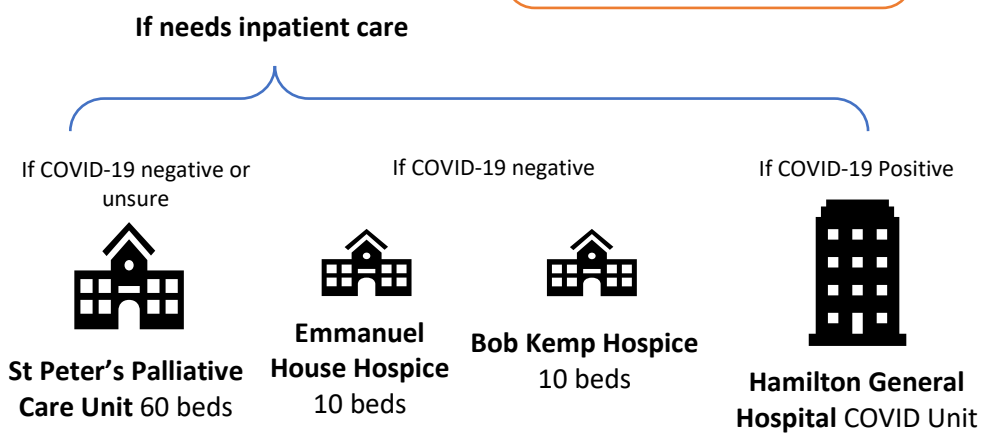 If needs inpatient care
If COVID-19 negative or
unsure
If COVID-19 negative
If COVID-19 Positive
St Peter’s Palliative
Care Unit 60 beds
Emmanuel
House Hospice
10 beds
Bob Kemp Hospice
10 beds
Hamilton General
Hospital COVID Unit